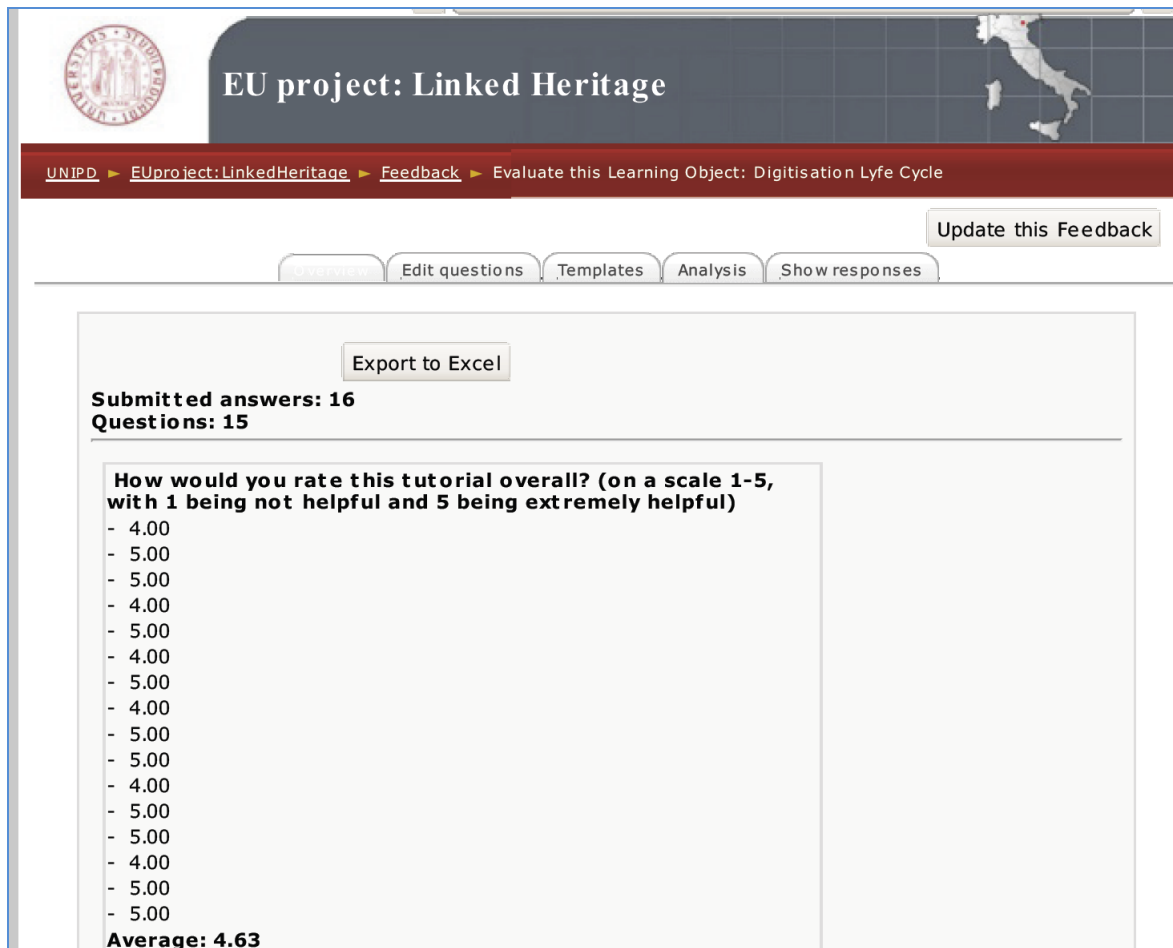 EU project: Linked Heritage
UNIPD ► EUproject:LinkedHeritage ► Feedback ► Evaluate this Learning Object: Digitisation Lyfe Cycle
Update this Feedback
Overview Edit questions Templates Analysis Show responses
Export to Excel
Submitted answers: 16
Questions: 15
How would you rate this tutorial overall? (on a scale 1-5,
with 1 being not helpful and 5 being extremely helpful)
- 4.00
- 5.00
- 5.00
- 4.00
- 5.00
- 4.00
- 5.00
- 4.00
- 5.00
- 5.00
- 4.00
- 5.00
- 5.00
- 4.00
- 5.00
- 5.00
Average: 4.63